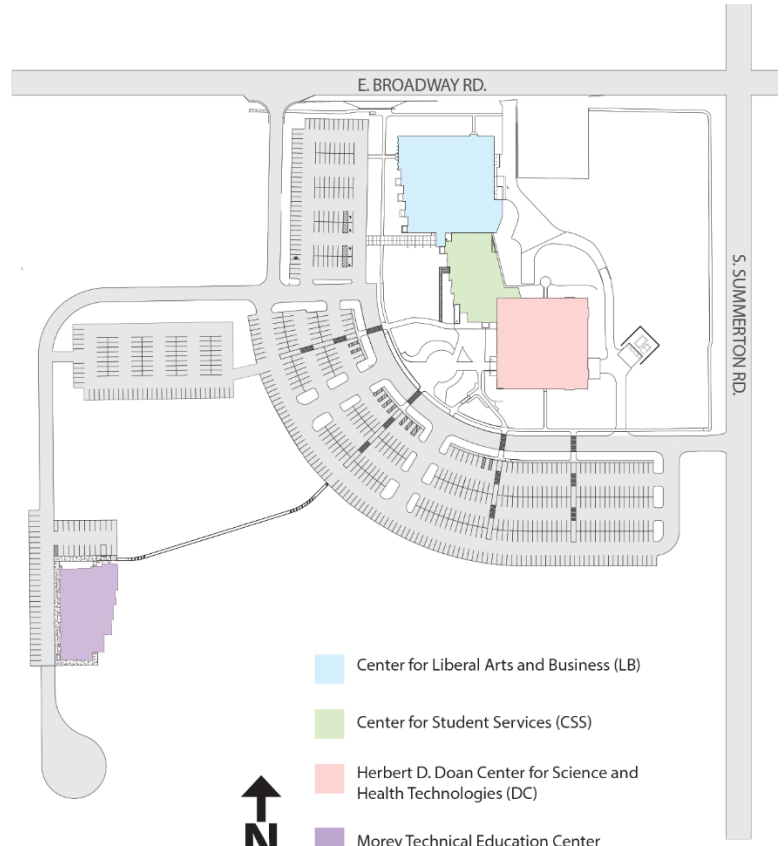 E. BROADWAY RD.
S. SUMMERTON RD.
Center for Liberal Arts and Business (LB)
Center for Student Services (CSS)
Herbert D. Doan Center for Science and
Health Technologies (DC)
N
Morey Technical Education Center